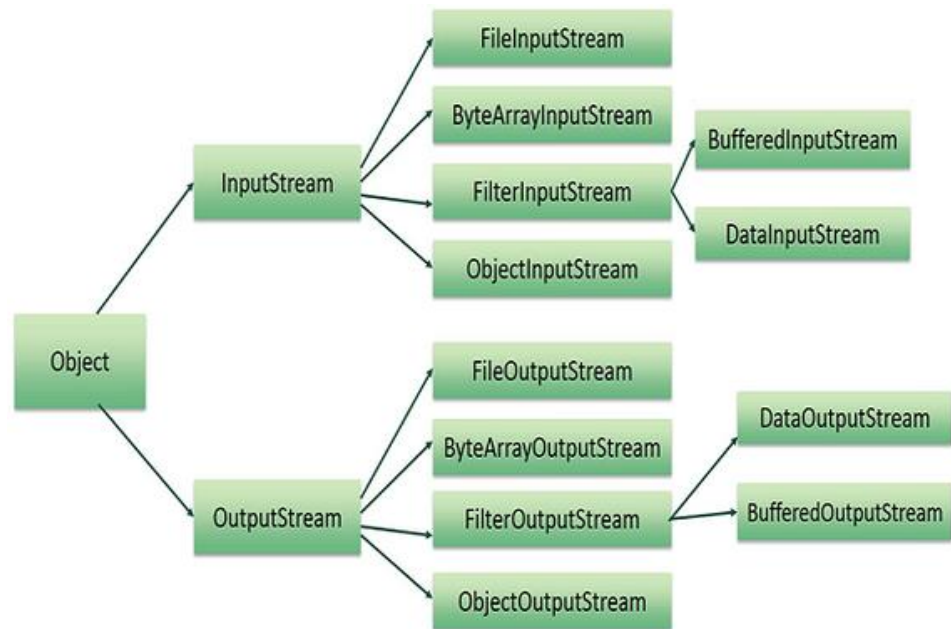 FileInputStream
ByteArrayInputStream
BufferedInputStream
InputStream
FilterInputStream
DataInputStream
ObjectInputStream
Object
FileOutputStream
DataOutputStream
ByteArrayOutputStream
OutputStream
FilterOutputStream
BufferedOutputStream
ObjectOutputStream